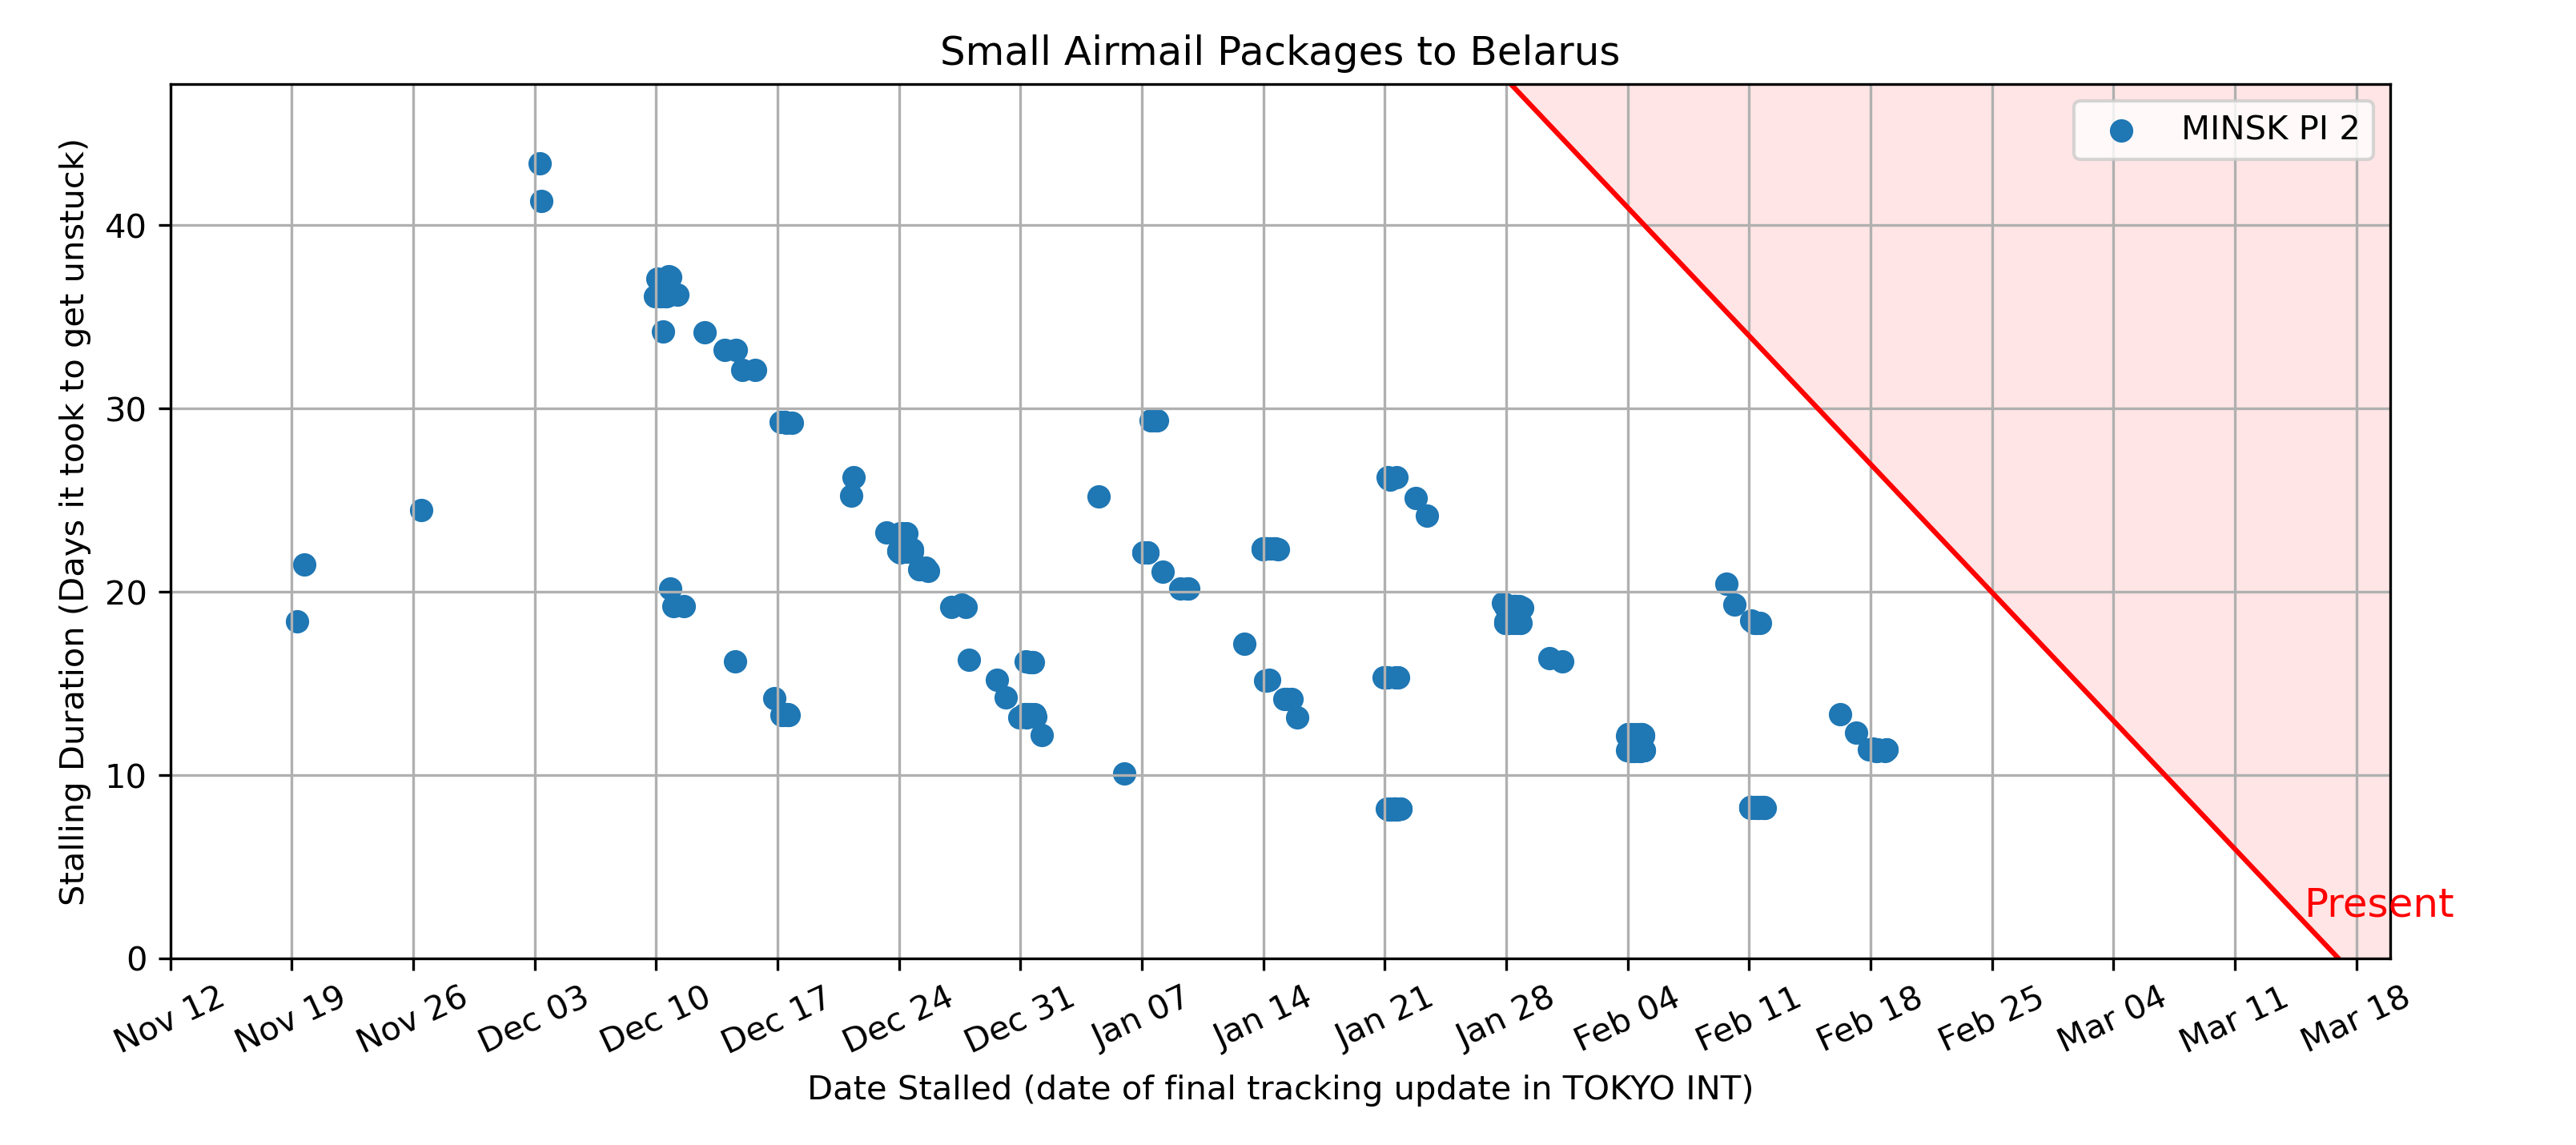 Small Airmail Packages to Belarus
MINSK PI 2
Stalling Duration (Days it took to get unstuck)
40
30
20
10
0
Present
Nov 12
Nov 19
Nov 26
Dec 03
Dec 10
Dec 17
Dec 24
Dec 31
Jan 07
Jan 14
Jan 21
Jan 28
Feb 04
Feb 11
Feb 18
Feb 25
Mar 04
Mar 11
Mar 18
Date Stalled (date of final tracking update in TOKYO INT)